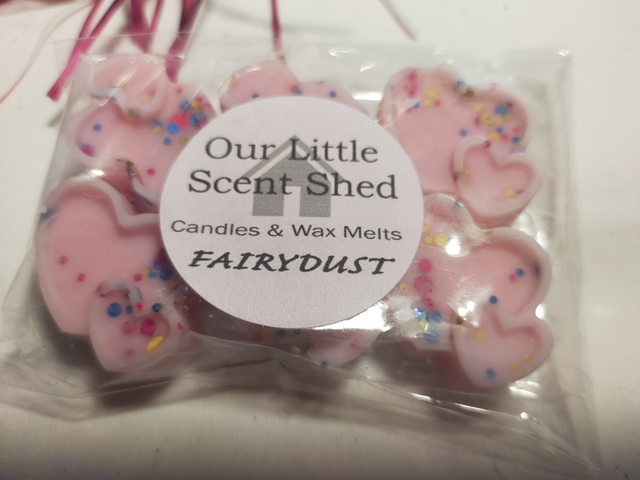 Our Little
Scent Shed
Candles & Wax Melts
FAIRYDUST